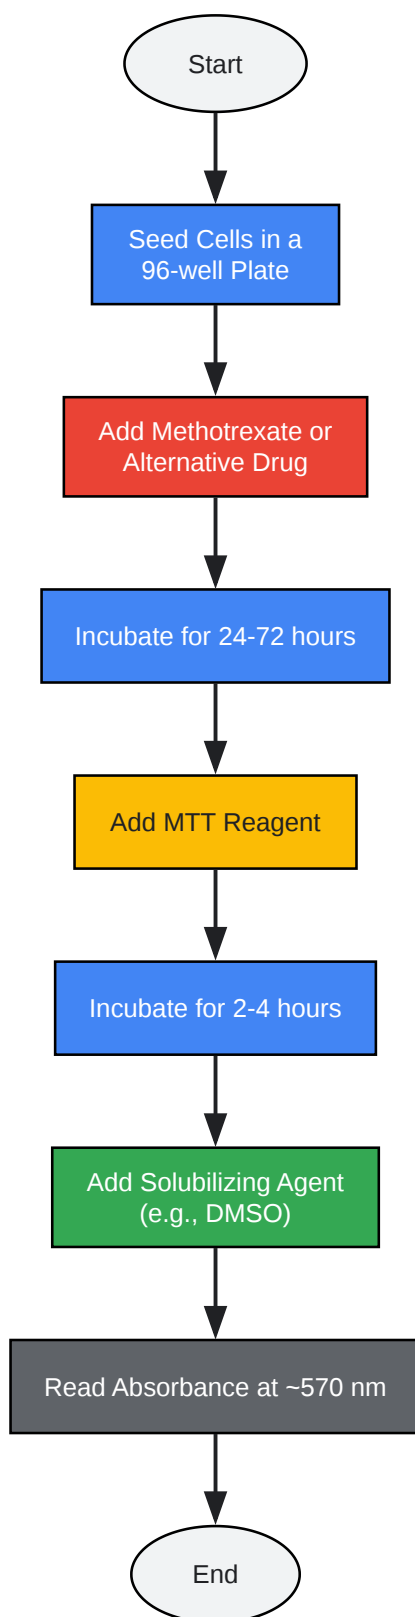 Start
Seed Cells in a
96-well Plate
Add Methotrexate or
Alternative Drug
Incubate for 24-72 hours
Add MTT Reagent
Incubate for 2-4 hours
Add Solubilizing Agent
(e.g., DMSO)
Read Absorbance at ~570 nm
End